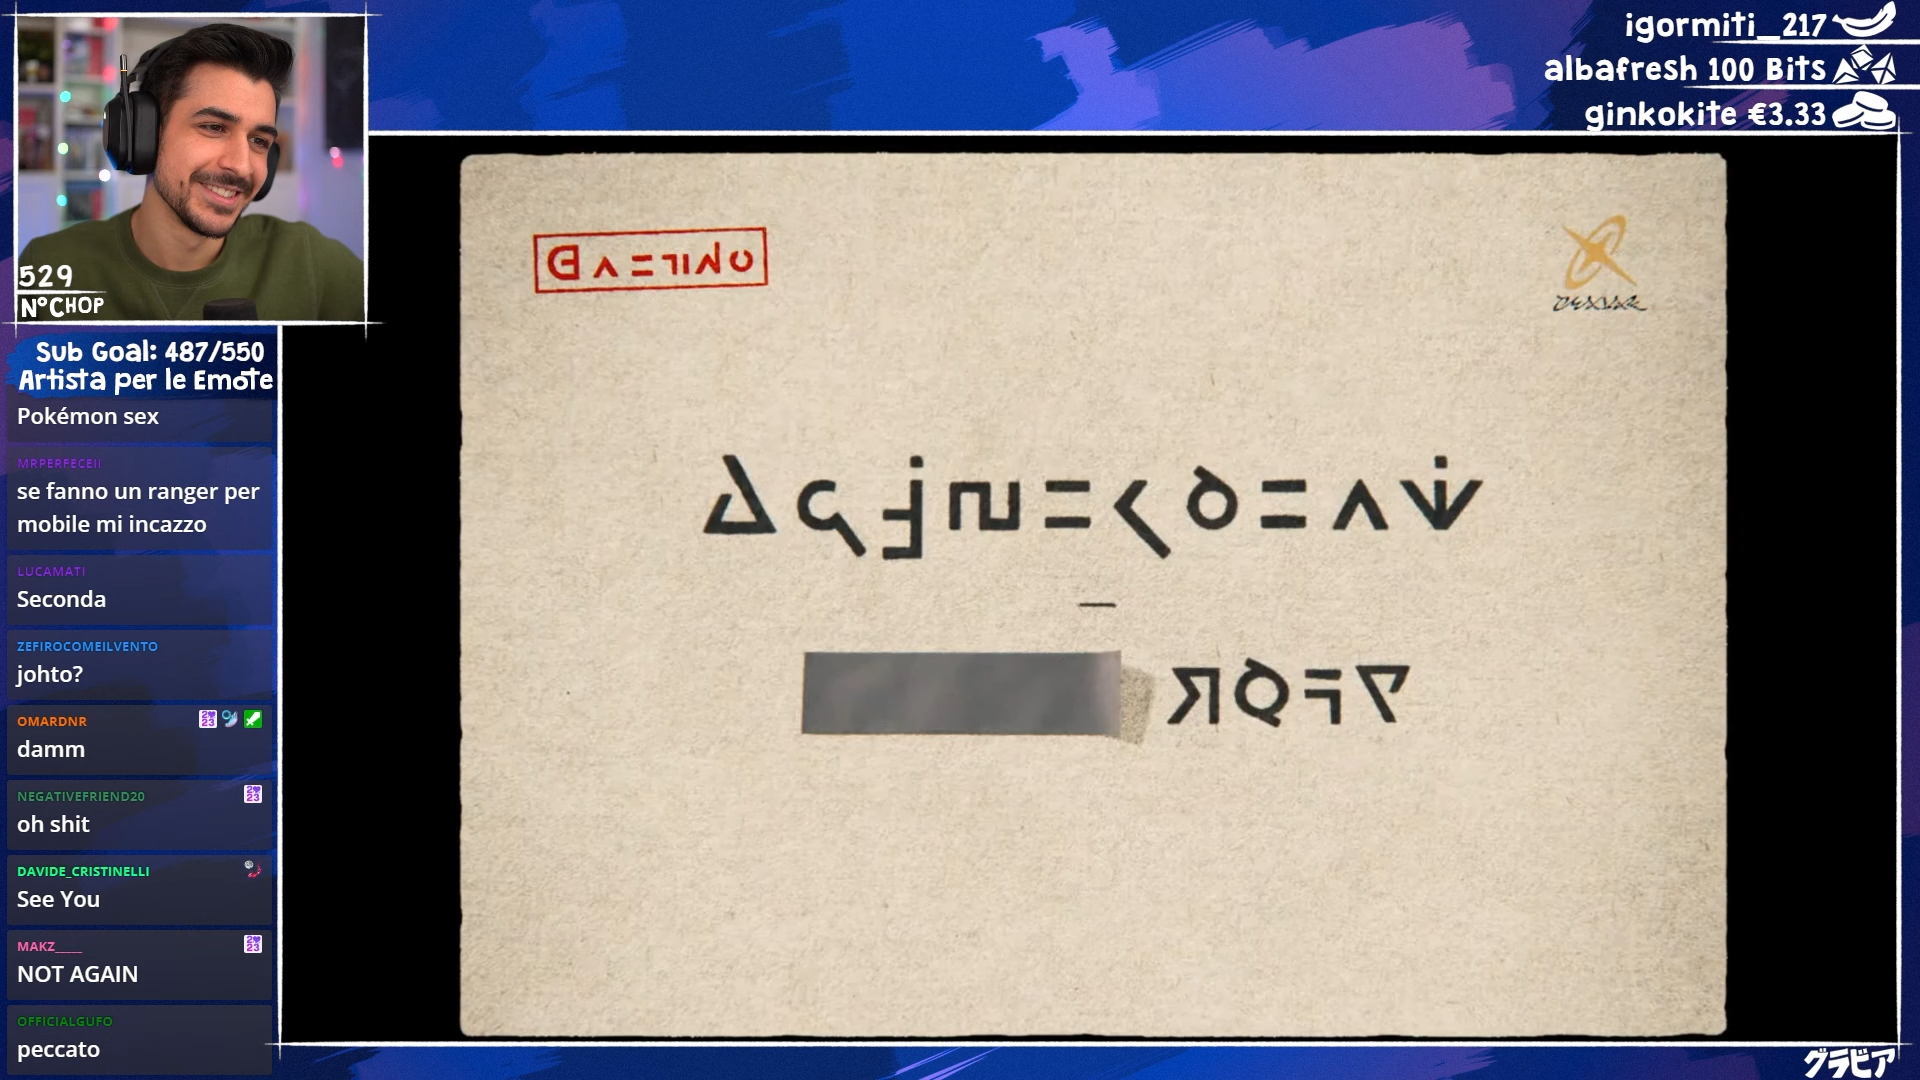 igormiti_217
albafresh 100 Bits
ginkokite €3.33
529
N°CHOP
Sub Goal: 487/550
Artista per le Emote
Pokémon sex
MRPERFECEII
se fanno un ranger per
mobile mi incazzo
LUCAMATI
Seconda
ZEFIROCOMEILVENTO
johto?
OMARDNR
damm
NEGATIVEFRIEND20
oh shit
DAVIDE_CRISTINELLI
See You
MAKZ____
NOT AGAIN
OFFICIALGUFO
peccato
グラビア